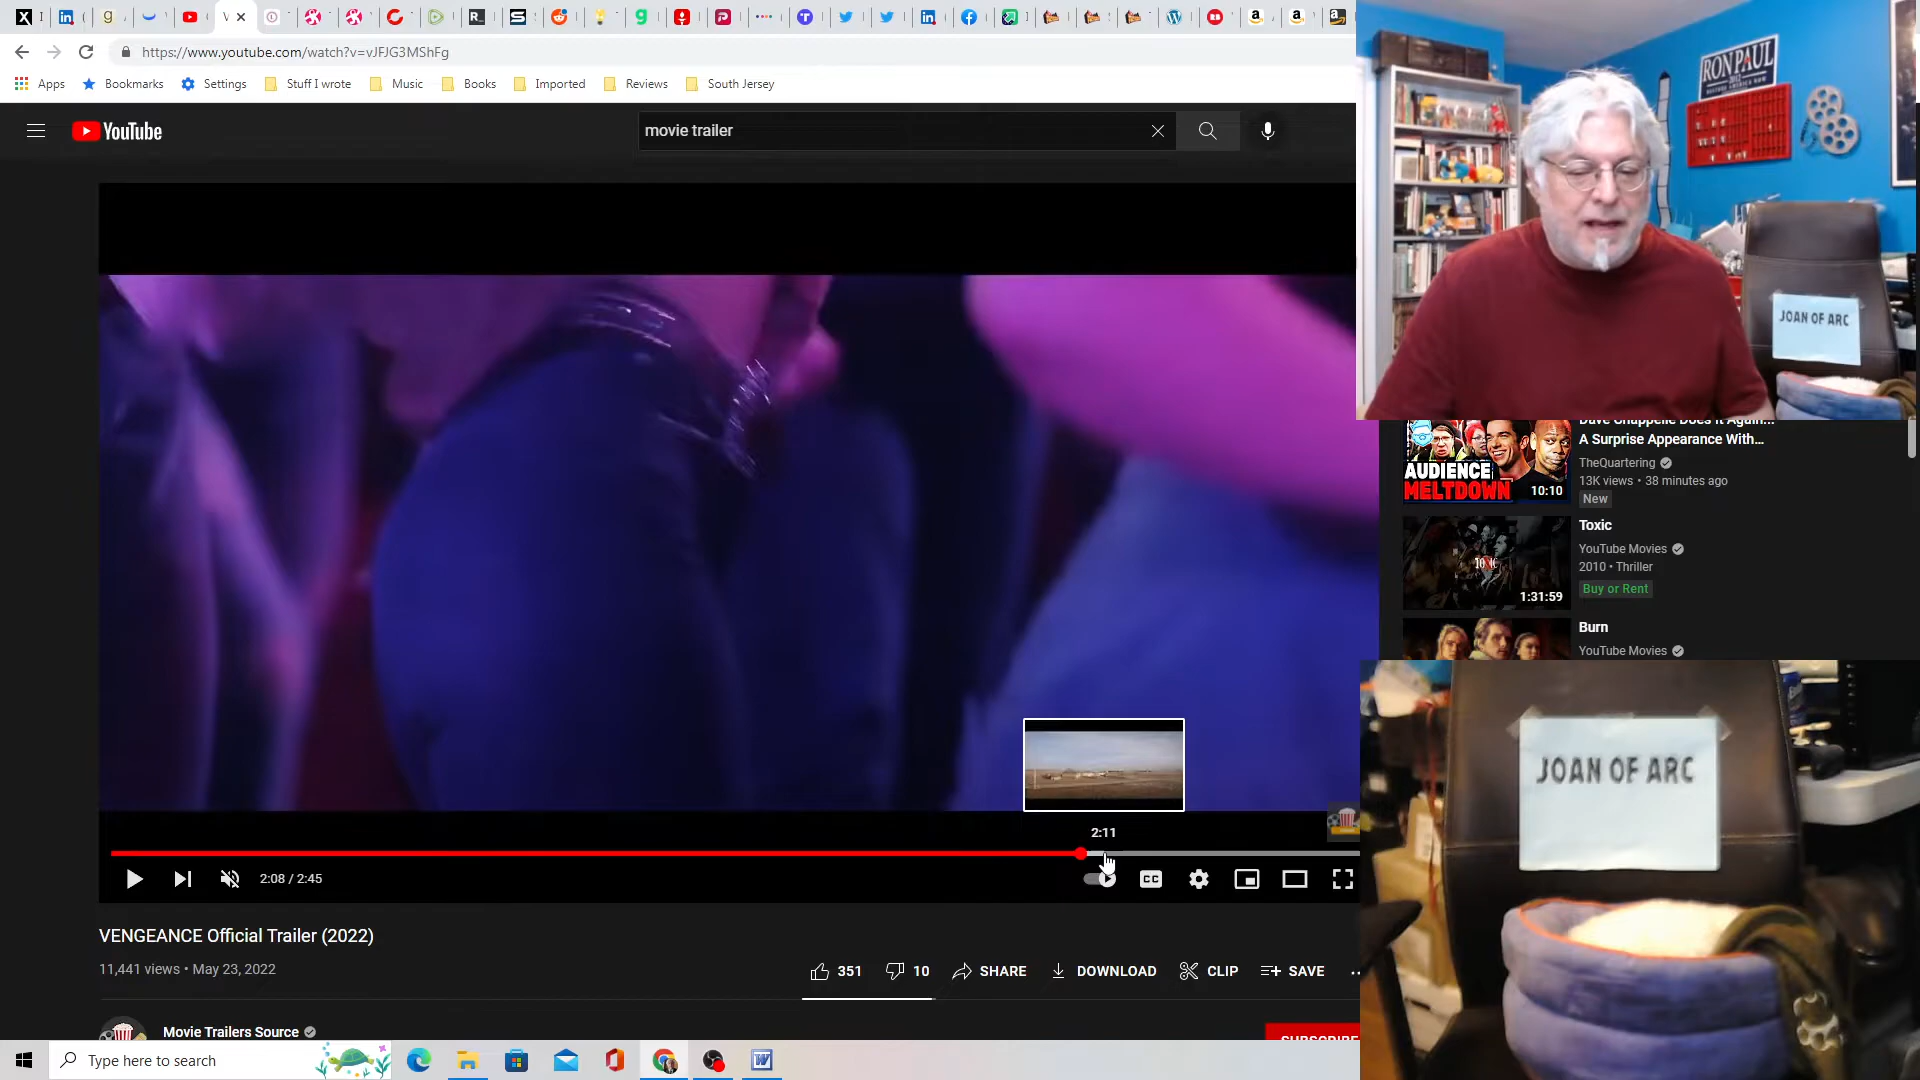 https://www.youtube.com/watch?v=vJFJG3MShFg
Apps
Bookmarks
Settings
Stuff I wrote
Music
Books
Imported
Reviews
South Jersey
YouTube
movie trailer
RON PAUL
JOAN OF ARC
A Surprise Appearance With...
TheQuartering
13K views • 38 minutes ago
New
AUDIENCE
MELTDOWN
10:10
Toxic
YouTube Movies
2010 • Thriller
Buy or Rent
1:31:59
Burn
YouTube Movies
2:11
2:08 / 2:45
CC
VENGEANCE Official Trailer (2022)
11,441 views • May 23, 2022
351
10
SHARE
DOWNLOAD
CLIP
SAVE
Movie Trailers Source
JOAN OF ARC
Type here to search